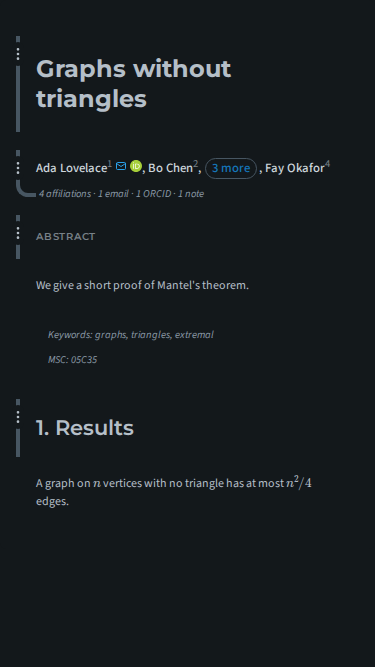 Graphs without
triangles
Ada Lovelace1 iD, Bo Chen2, 3 more, Fay Okafor4
4 affiliations · 1 email · 1 ORCID · 1 note
ABSTRACT
We give a short proof of Mantel's theorem.
Keywords: graphs, triangles, extremal
MSC: 05C35
1. Results
A graph on n vertices with no triangle has at most n²/4
edges.